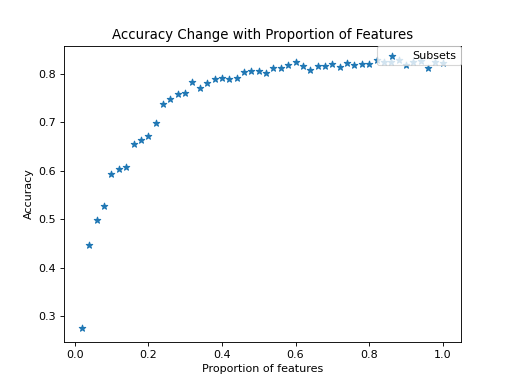 Accuracy Change with Proportion of Features
Subsets
Accuracy
0.8
0.7
0.6
0.5
0.4
0.3
0.0 0.2 0.4 0.6 0.8 1.0
Proportion of features